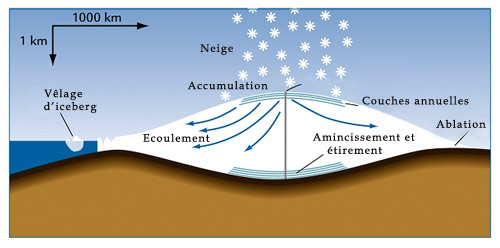 1000 km
1 km
Neige
Accumulation
Vêlage
d'iceberg
Couches annuelles
Ecoulement
Amincissement et
étirement
Ablation